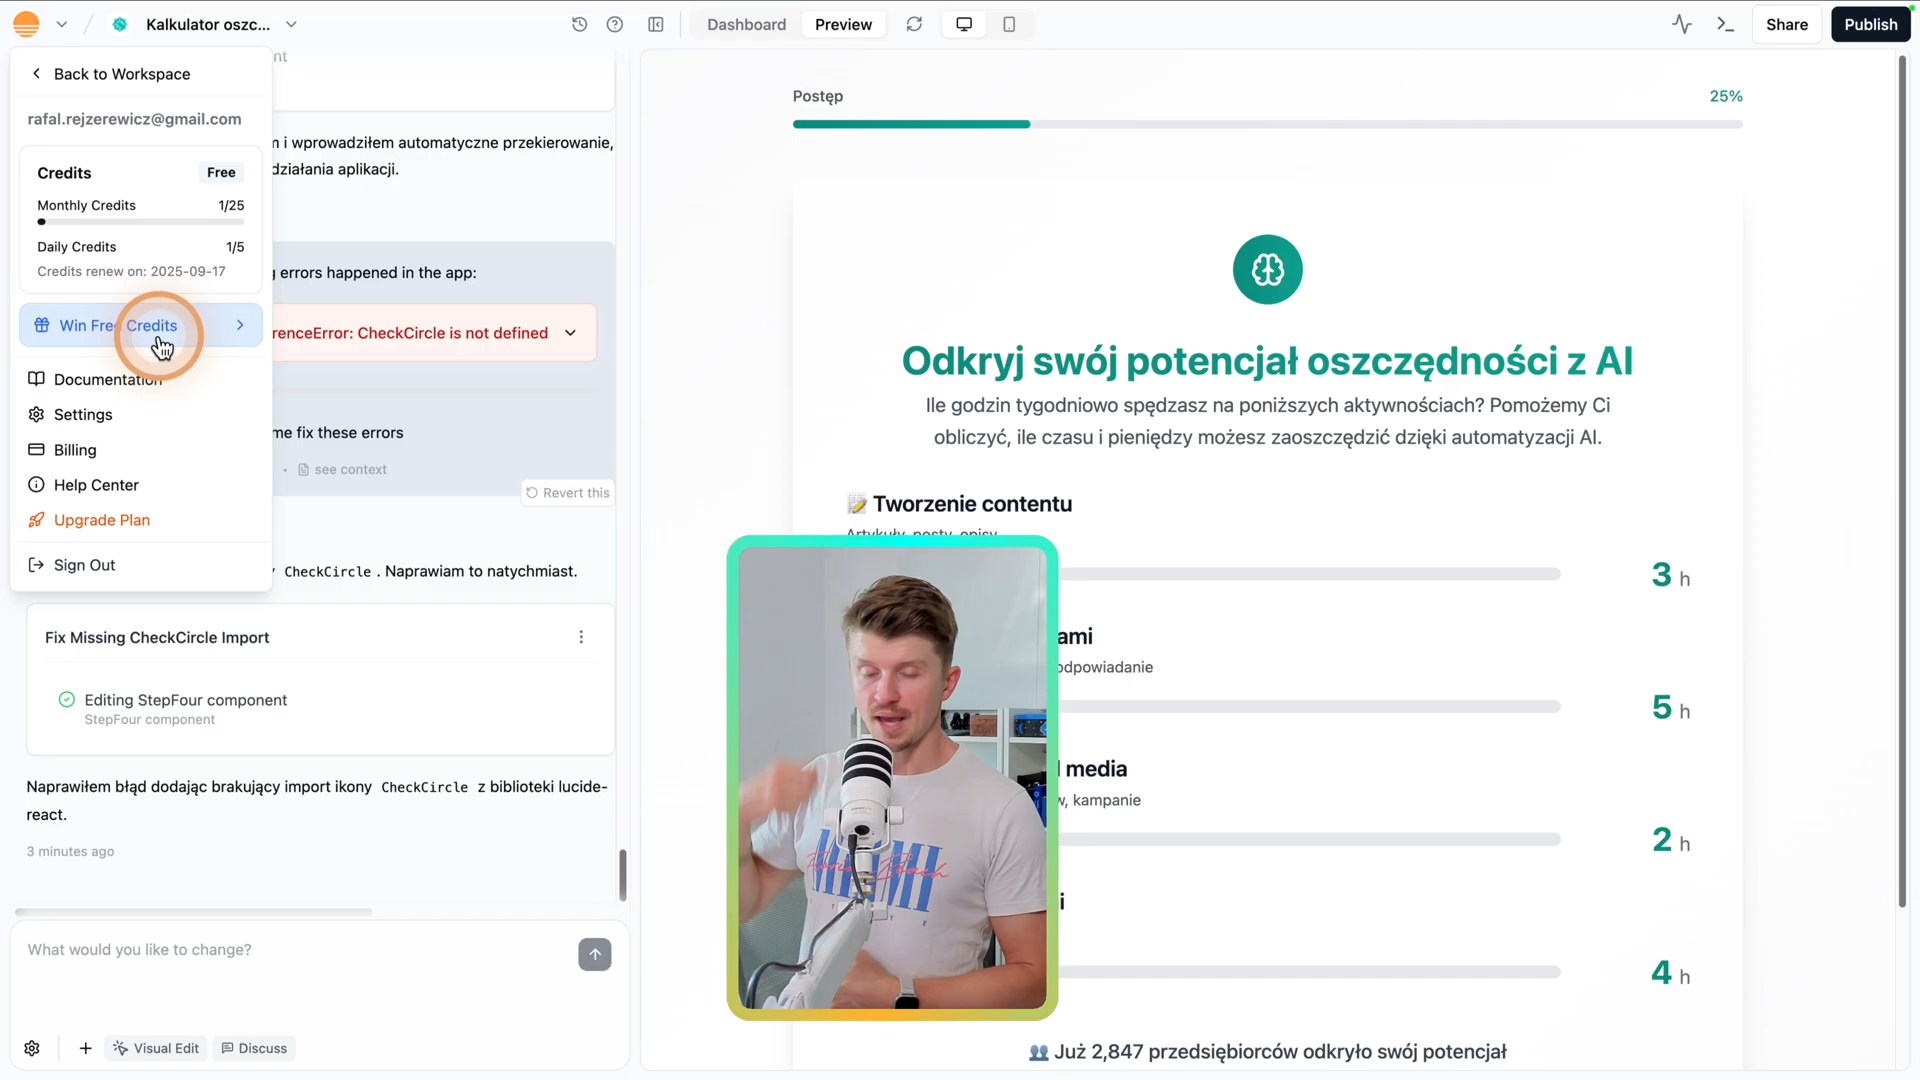 Kalkulator oszc...
Dashboard
Preview
Share
Publish
Back to Workspace
rafal.rejzerewicz@gmail.com
Credits
Free
Monthly Credits
1/25
Daily Credits
1/5
Credits renew on: 2025-09-17
Win Free Credits
Documentation
Settings
Billing
Help Center
Upgrade Plan
Sign Out
i wprowadziłem automatyczne przekierowanie,
działania aplikacji.
errors happened in the app:
renceError: CheckCircle is not defined
me fix these errors
see context
Revert this
CheckCircle . Naprawiam to natychmiast.
Fix Missing CheckCircle Import
Editing StepFour component
StepFour component
Naprawiłem błąd dodając brakujący import ikony CheckCircle z biblioteki lucide-
react.
3 minutes ago
What would you like to change?
Visual Edit
Discuss
Postęp
25%
Odkryj swój potencjał oszczędności z AI
Ile godzin tygodniowo spędzasz na poniższych aktywnościach? Pomożemy Ci
obliczyć, ile czasu i pieniędzy możesz zaoszczędzić dzięki automatyzacji AI.
📝 Tworzenie contentu
Artykuły, posty, opisy
3 h
ami
odpowiadanie
5 h
l media
w, kampanie
2 h
i
4 h
👥 Już 2,847 przedsiębiorców odkryło swój potencjał